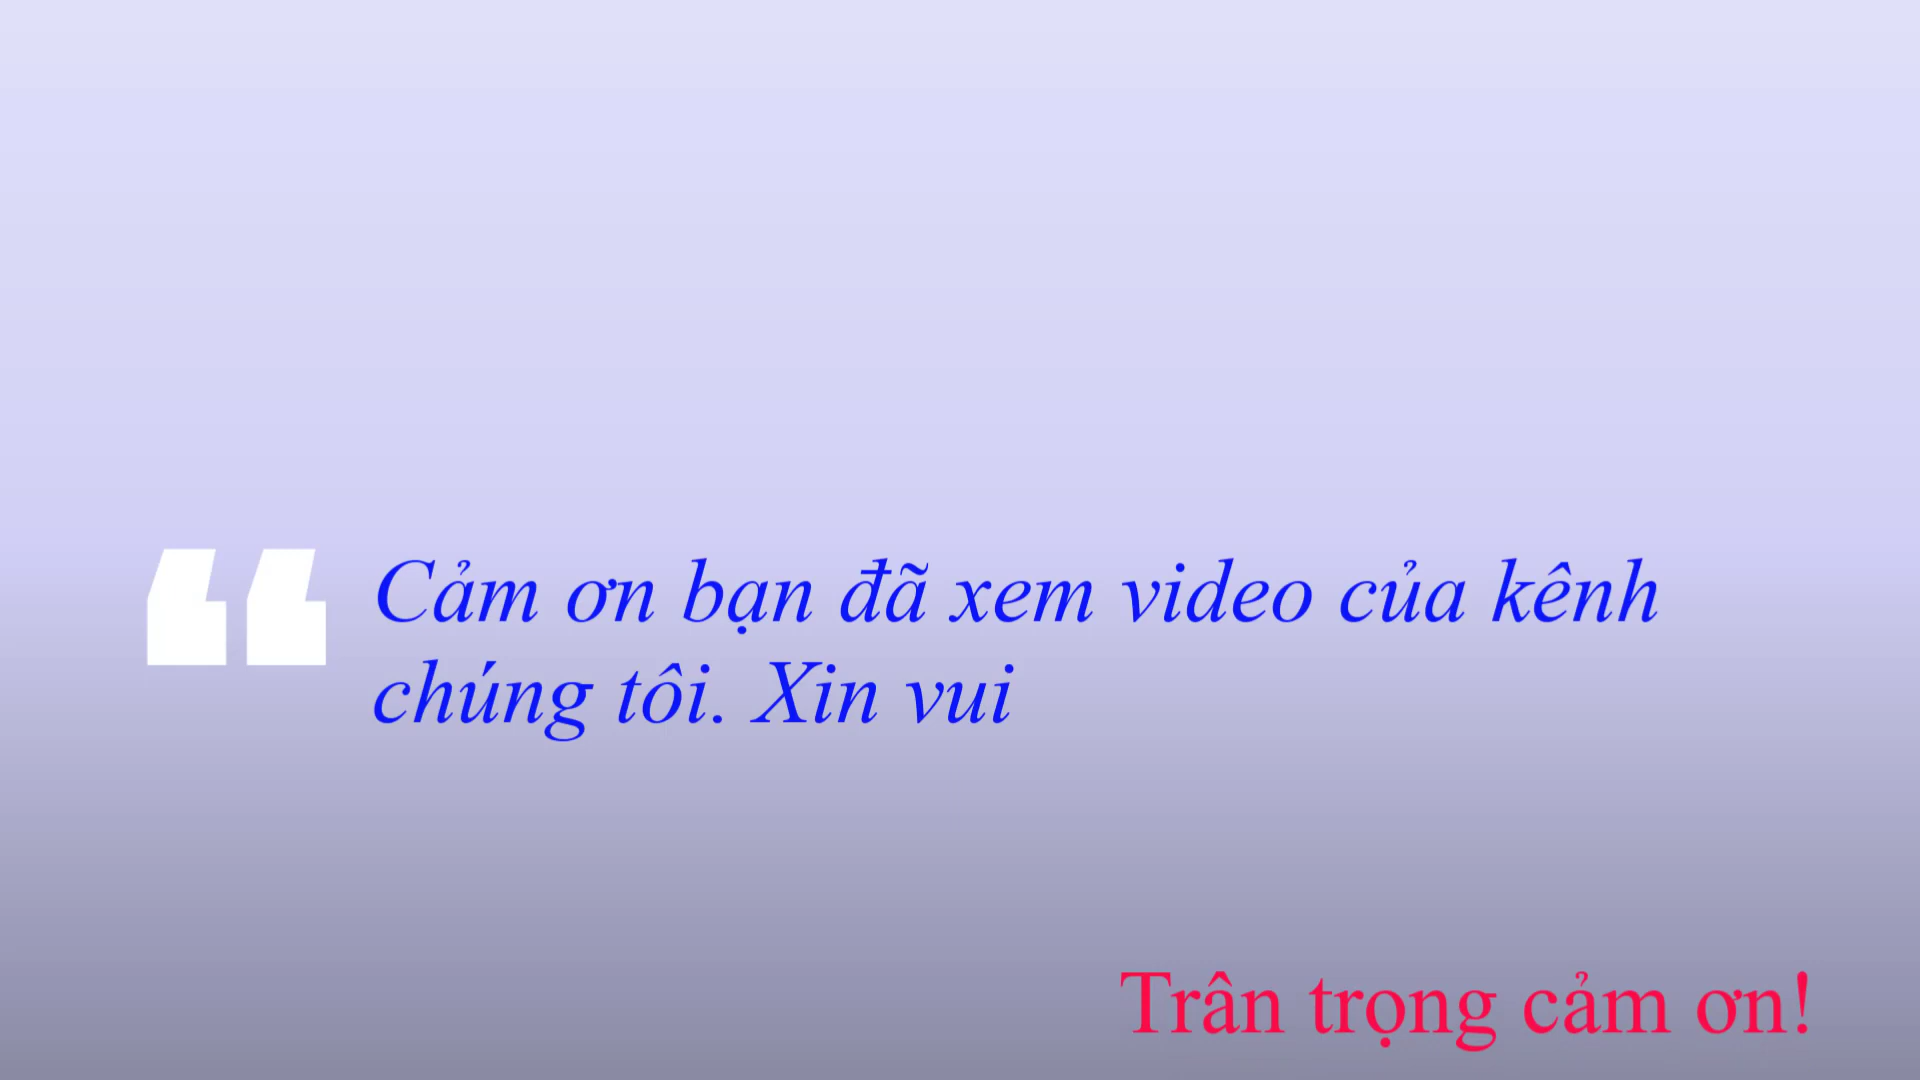 “ Cảm ơn bạn đã xem video của kênh
chúng tôi. Xin vui
Trân trọng cảm ơn!